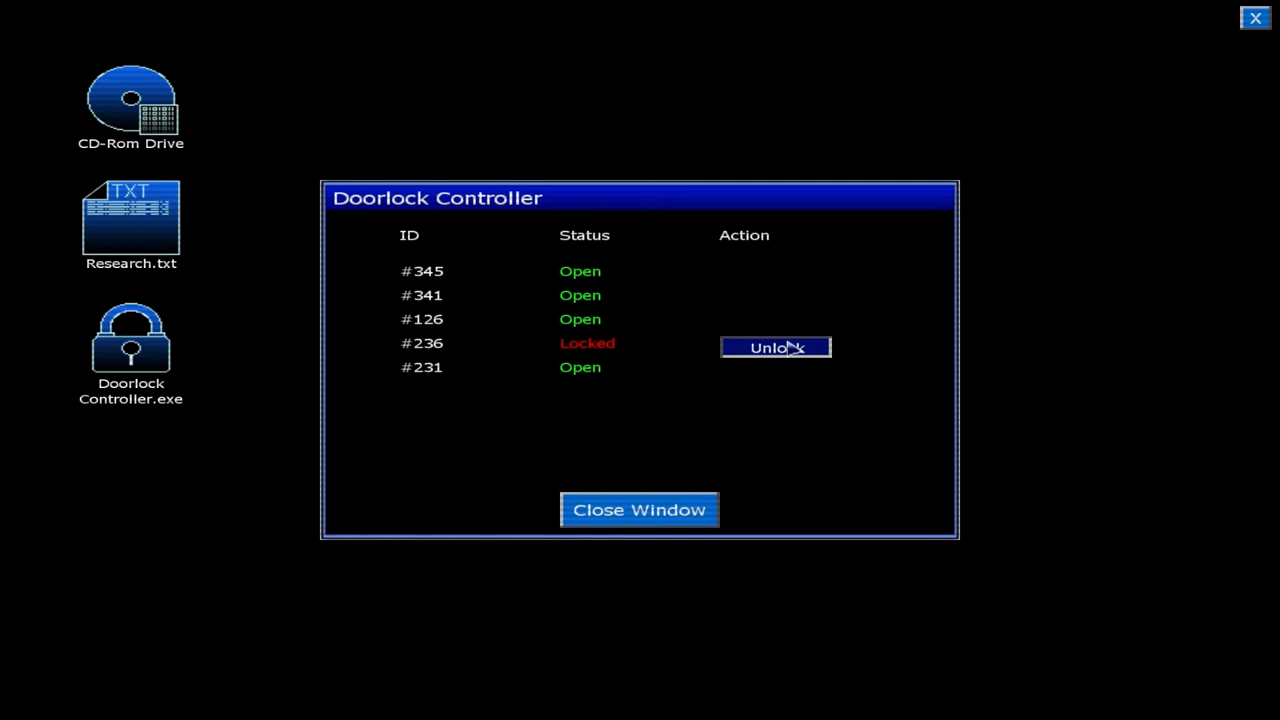 X
CD-Rom Drive
TXT
Research.txt
Doorlock
Controller.exe
Doorlock Controller
ID Status Action
#345 Open
#341 Open
#126 Open
#236 Locked Unlock
#231 Open
Close Window